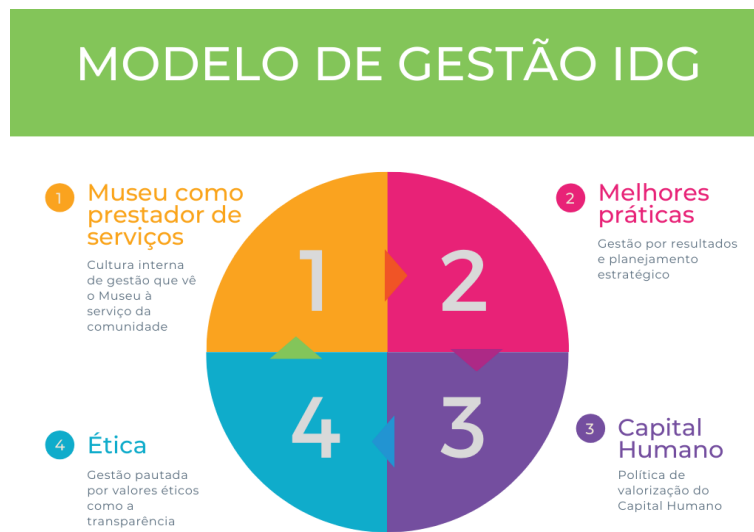 MODELO DE GESTÃO IDG
1
Museu como
prestador de
serviços
Cultura interna
de gestão que vê
o Museu à
serviço da
comunidade
2
Melhores
práticas
Gestão por resultados
e planejamento
estratégico
1
2
4
3
4
Ética
Gestão pautada
por valores éticos
como a
transparência
3
Capital
Humano
Política de
valorização do
Capital Humano